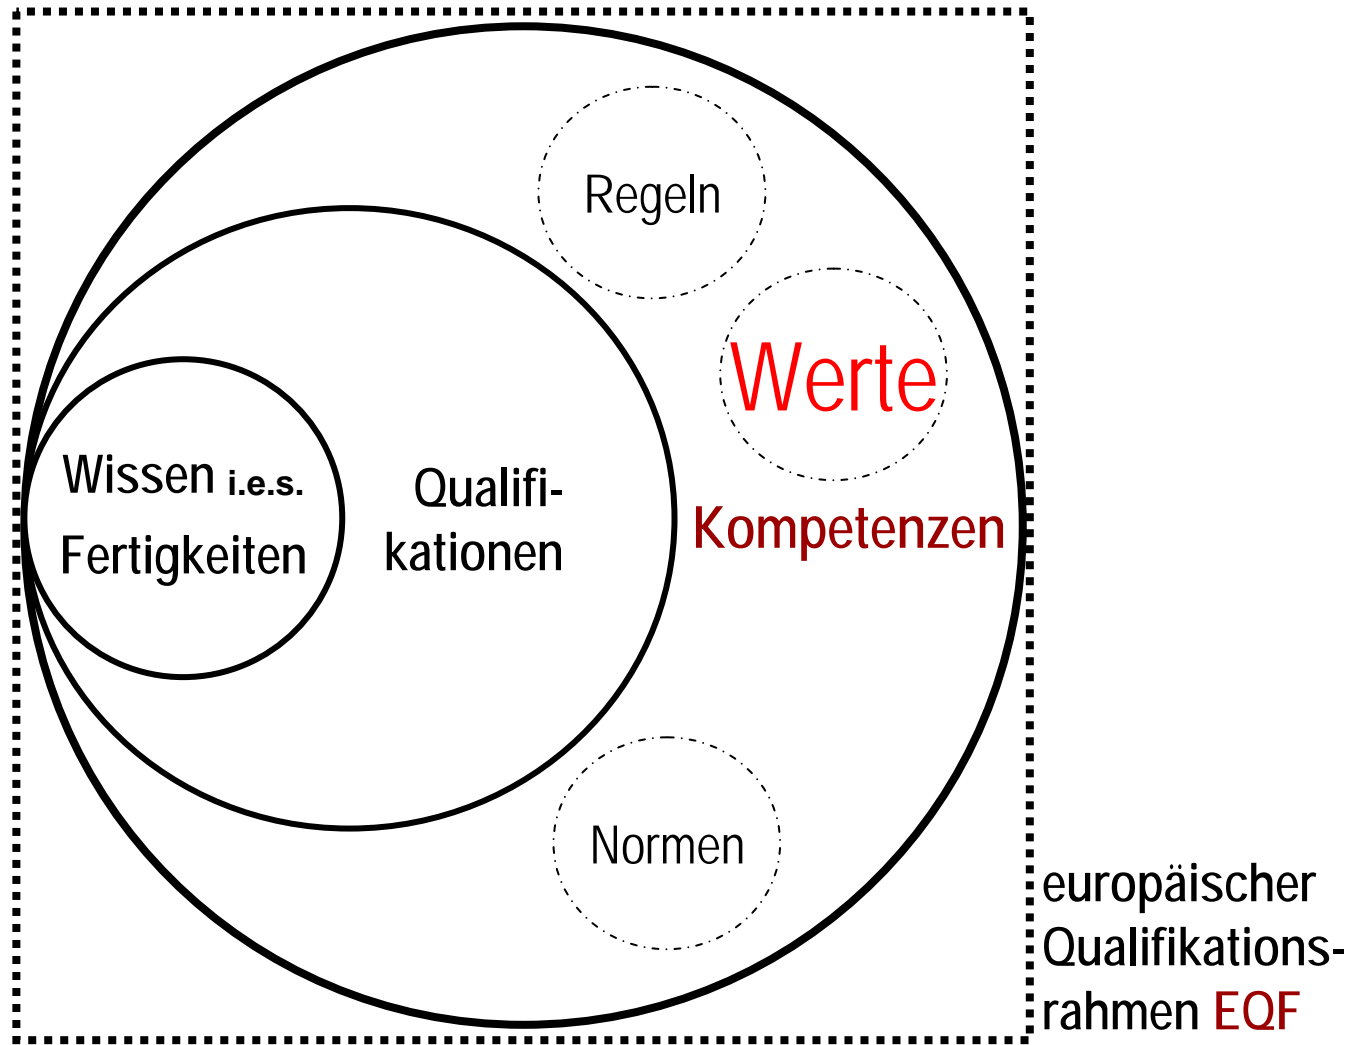 Regeln
Werte
Wissen i.e.s.
Fertigkeiten
Qualifi-
kationen
Kompetenzen
Normen
europäischer
Qualifikations-
rahmen EQF